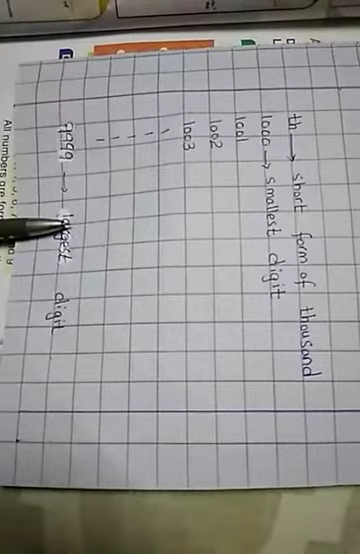 th → short form of thousand
1000 → smallest digit
1001
1002
1003
9999 → largest digit
All numbers are